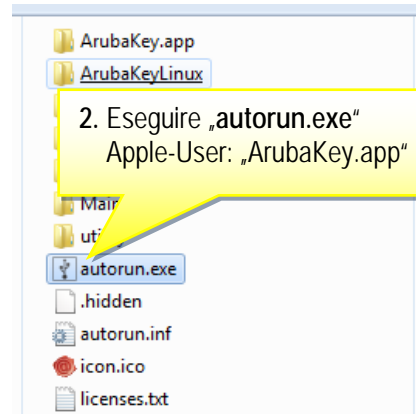 ArubaKey.app
ArubaKeyLinux
2. Eseguire „autorun.exe“
Apple-User: „ArubaKey.app“
autorun.exe
.hidden
autorun.inf
icon.ico
licenses.txt